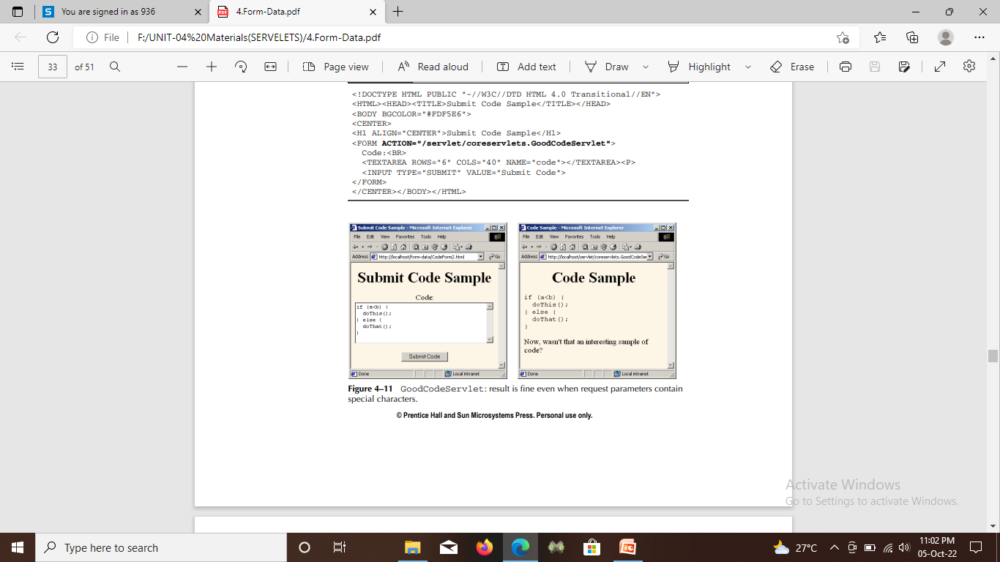 You are signed in as 936
4.Form-Data.pdf
File
F:/UNIT-04%20Materials(SERVELETS)/4.Form-Data.pdf
33 of 51
Page view
Read aloud
Add text
Draw
Highlight
Erase
<!DOCTYPE HTML PUBLIC "-//W3C//DTD HTML 4.0 Transitional//EN">
<HTML><HEAD><TITLE>Submit Code Sample</TITLE></HEAD>
<BODY BGCOLOR="#FDF5E6">
<CENTER>
<H1 ALIGN="CENTER">Submit Code Sample</H1>
<FORM ACTION="/servlet/coreservlets.GoodCodeServlet">
Code:<BR>
<TEXTAREA ROWS="6" COLS="40" NAME="code"></TEXTAREA><P>
<INPUT TYPE="SUBMIT" VALUE="Submit Code">
</FORM>
</CENTER></BODY></HTML>
Submit Code Sample - Microsoft Internet Explorer
File Edit View Favorites Tools Help
Address http://localhost/form-data/CodeForm2.html Go
Submit Code Sample
Code:
if (a<b) {
doThis();
} else {
doThat();
}
Submit Code
Done
Local intranet
Code Sample - Microsoft Internet Explorer
File Edit View Favorites Tools Help
Address http://localhost/servlet/coreservlets.GoodCodeSer Go
Code Sample
if (a<b) {
doThis();
} else {
doThat();
}
Now, wasn't that an interesting sample of
code?
Done
Local intranet
Figure 4–11 GoodCodeServlet: result is fine even when request parameters contain
special characters.
© Prentice Hall and Sun Microsystems Press. Personal use only.
Activate Windows
Go to Settings to activate Windows.
Type here to search
27°C
11:02 PM
05-Oct-22